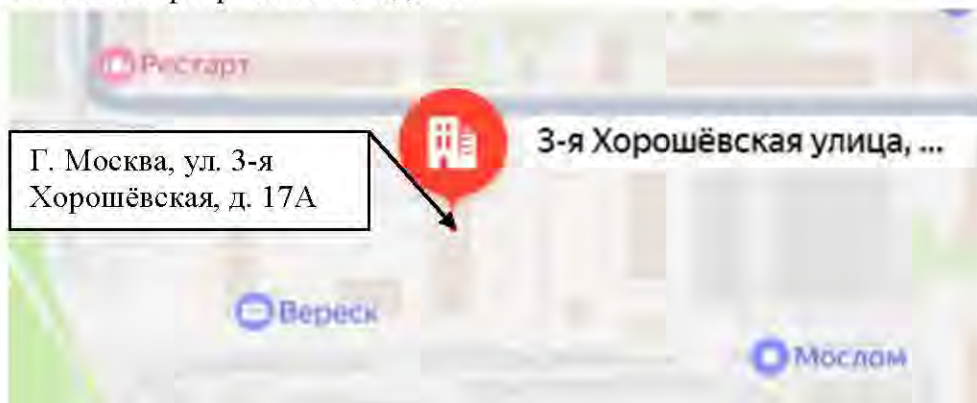 Рестарт
3-я Хорошёвская улица, ...
Г. Москва, ул. 3-я
Хорошёвская, д. 17А
Вереск
Мослом